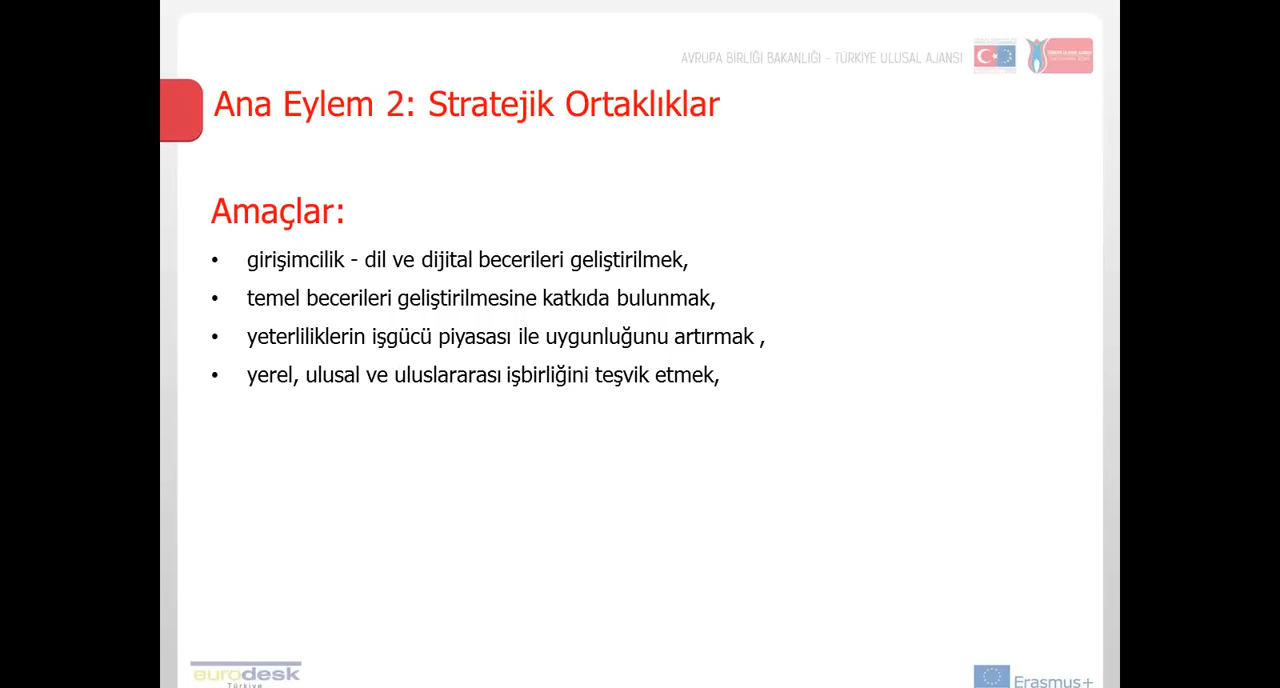 AVRUPA BİRLİĞİ BAKANLIĞI - TÜRKİYE ULUSAL AJANSI
Ana Eylem 2: Stratejik Ortaklıklar
Amaçlar:
• girişimcilik - dil ve dijital becerileri geliştirilmek,
• temel becerileri geliştirilmesine katkıda bulunmak,
• yeterliliklerin işgücü piyasası ile uygunluğunu artırmak ,
• yerel, ulusal ve uluslararası işbirliğini teşvik etmek,
eurodesk
Türkiye
Erasmus+